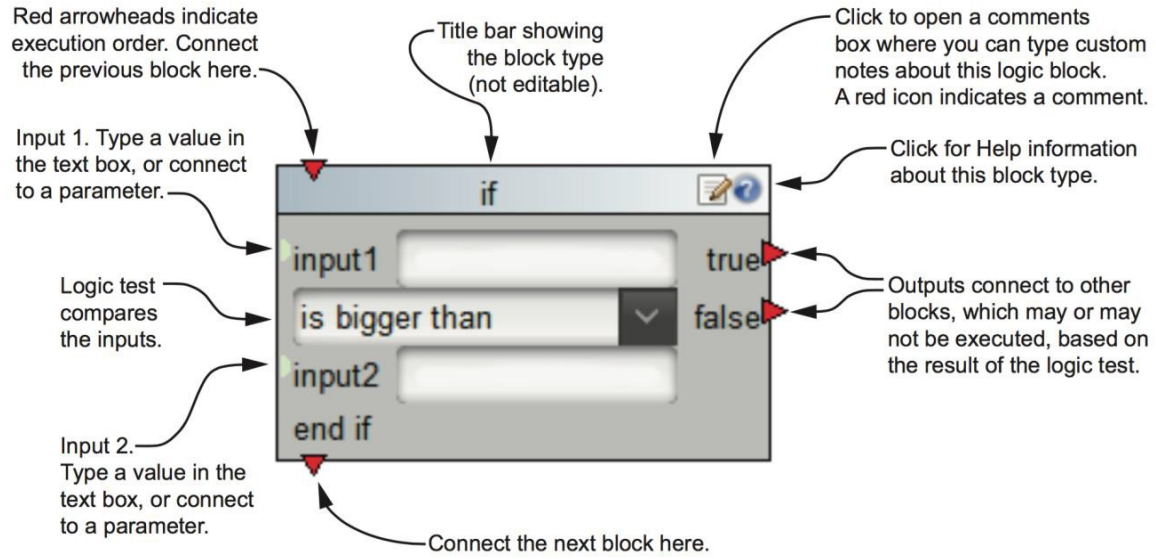 Red arrowheads indicate
execution order. Connect
the previous block here.
Title bar showing
the block type
(not editable).
Click to open a comments
box where you can type custom
notes about this logic block.
A red icon indicates a comment.
Input 1. Type a value in
the text box, or connect
to a parameter.
Click for Help information
about this block type.
if
?
input1
true
Logic test
compares
the inputs.
is bigger than
false
Outputs connect to other
blocks, which may or may
not be executed, based on
the result of the logic test.
input2
end if
Input 2.
Type a value in the
text box, or connect
to a parameter.
Connect the next block here.